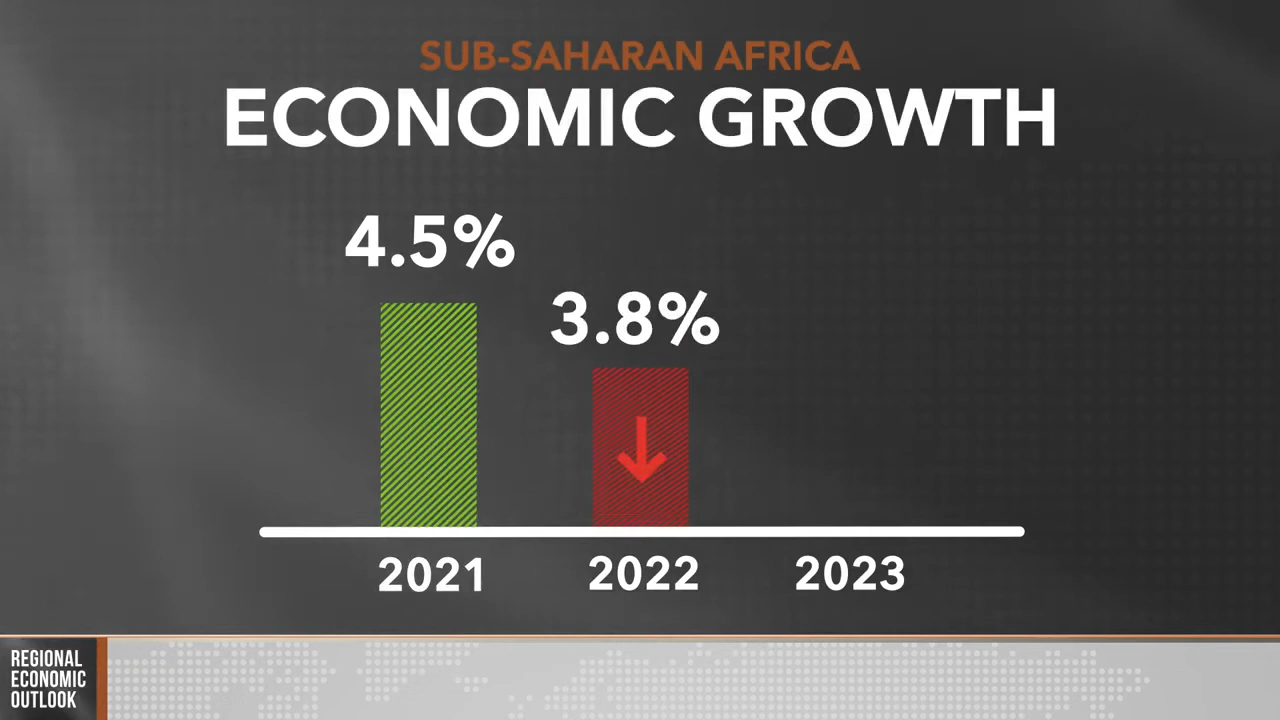 SUB-SAHARAN AFRICA
ECONOMIC GROWTH
4.5%
3.8%
2021 2022 2023
REGIONAL
ECONOMIC
OUTLOOK